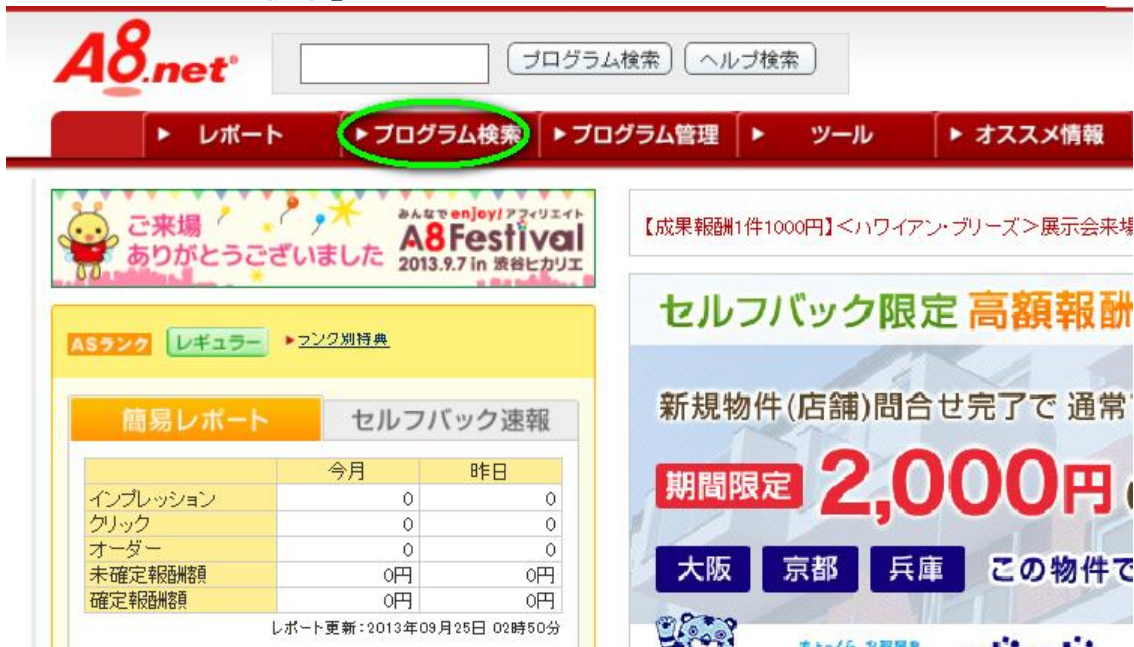 A8.net
プログラム検索 ヘルプ検索
レポート プログラム検索 プログラム管理 ツール オススメ情報
ご来場
ありがとうございました
みんなでenjoy!アフィリエイト
A8Festival
2013.9.7 in 渋谷ヒカリエ
【成果報酬1件1000円】<ハワイアン・ブリーズ>展示会来場
ASランク レギュラー ランク別特典
簡易レポート セルフバック速報
今月 昨日
インプレッション 0 0
クリック 0 0
オーダー 0 0
未確定報酬額 0円 0円
確定報酬額 0円 0円
レポート更新:2013年09月25日 02時50分
セルフバック限定 高額報酬
新規物件(店舗)問合せ完了で 通常
期間限定 2,000円
大阪 京都 兵庫 この物件で